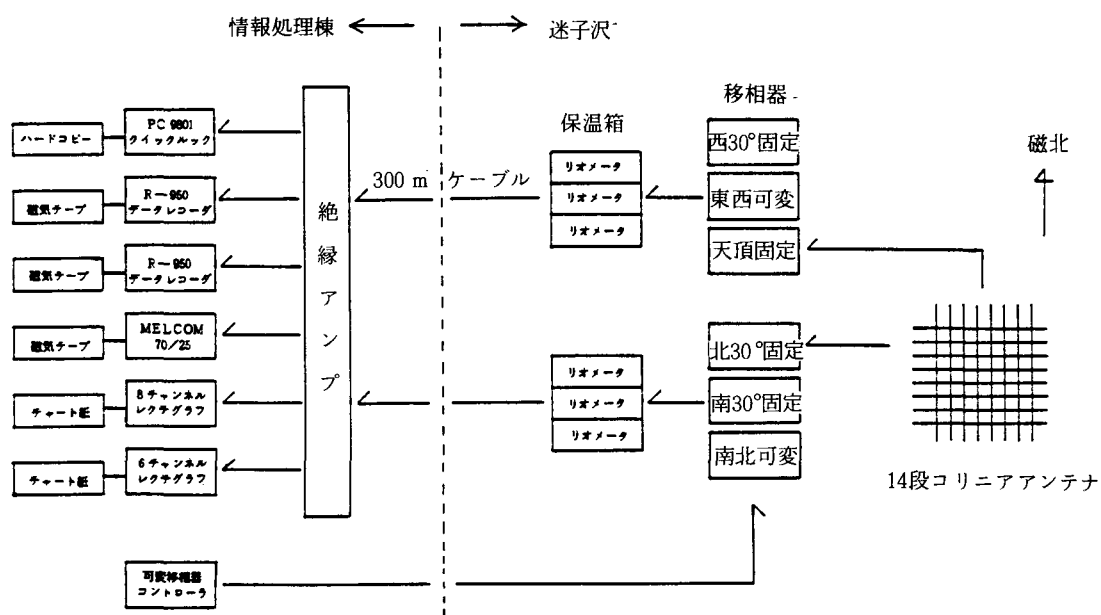 情報処理棟
迷子沢
移相器
保温箱
磁北
西30°固定
東西可変
天頂固定
北30°固定
南30°固定
南北可変
リオメータ
リオメータ
リオメータ
リオメータ
リオメータ
リオメータ
300 m ケーブル
絶縁アンプ
PC 9801
クイックルック
ハードコピー
R-950
データレコーダ
磁気テープ
R-950
データレコーダ
磁気テープ
MELCOM
70/25
磁気テープ
8チャンネル
レクチグラフ
チャート紙
6チャンネル
レクチグラフ
チャート紙
可変移相器
コントローラ
14段コリニアアンテナ